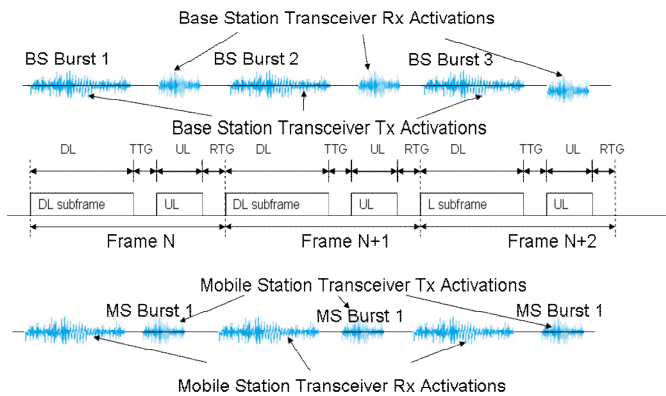 Base Station Transceiver Rx Activations
BS Burst 1 BS Burst 2 BS Burst 3
Base Station Transceiver Tx Activations
DL TTG UL RTG DL TTG UL RTG DL TTG UL RTG
DL subframe UL DL subframe UL L subframe UL
Frame N Frame N+1 Frame N+2
Mobile Station Transceiver Tx Activations
MS Burst 1 MS Burst 1 MS Burst 1
Mobile Station Transceiver Rx Activations